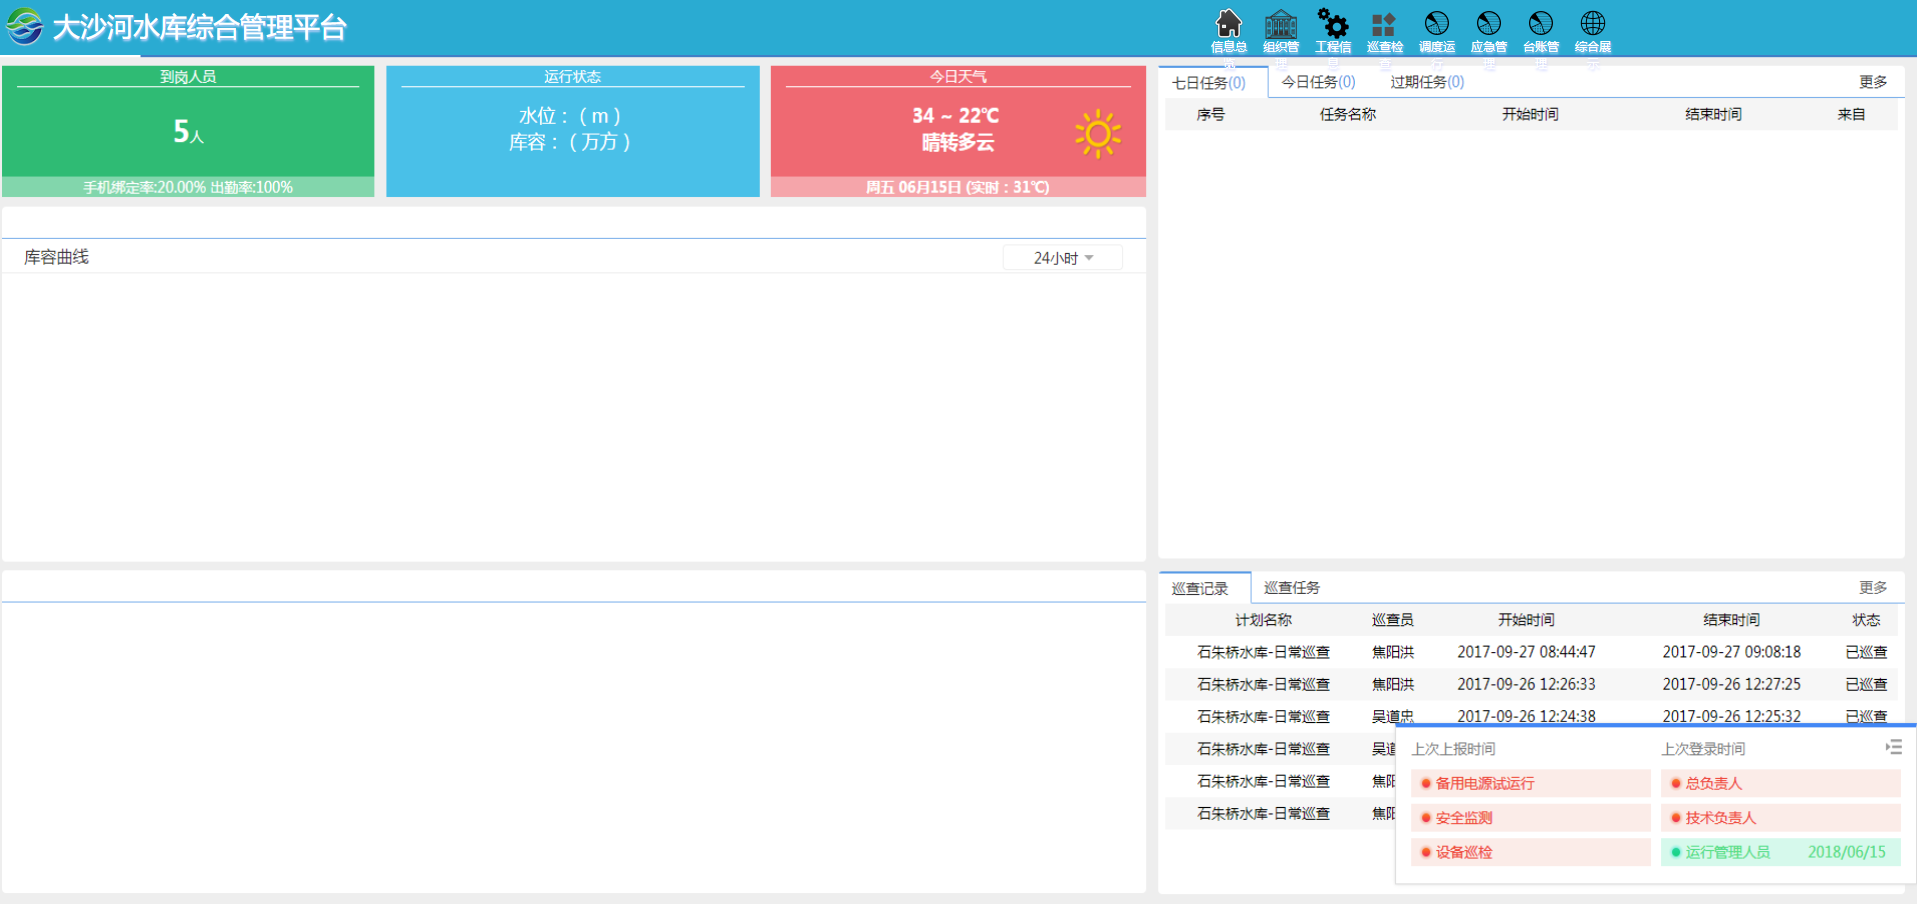 大沙河水库综合管理平台
信息总览
组织管理
工程信息
巡查检查
调度运行
应急管理
台账管理
综合展示
到岗人员
5人
手机绑定率:20.00% 出勤率:100%
运行状态
水位：（ m ）
库容：（ 万方 ）
今日天气
34 ~ 22℃
晴转多云
周五 06月15日 (实时：31℃)
库容曲线
24小时
七日任务(0) 今日任务(0) 过期任务(0) 更多
序号 任务名称 开始时间 结束时间 来自
巡查记录 巡查任务 更多
计划名称 巡查员 开始时间 结束时间 状态
石朱桥水库-日常巡查 焦阳洪 2017-09-27 08:44:47 2017-09-27 09:08:18 已巡查
石朱桥水库-日常巡查 焦阳洪 2017-09-26 12:26:33 2017-09-26 12:27:25 已巡查
石朱桥水库-日常巡查 吴道忠 2017-09-26 12:24:38 2017-09-26 12:25:32 已巡查
石朱桥水库-日常巡查 吴道
石朱桥水库-日常巡查 焦阳
石朱桥水库-日常巡查 焦阳
上次上报时间 上次登录时间
备用电源试运行 总负责人
安全监测 技术负责人
设备巡检 运行管理人员 2018/06/15